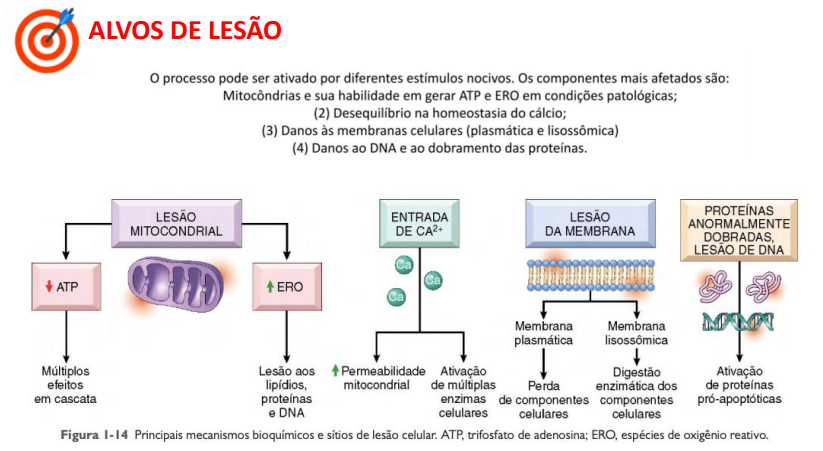 ALVOS DE LESÃO
O processo pode ser ativado por diferentes estímulos nocivos. Os componentes mais afetados são:
Mitocôndrias e sua habilidade em gerar ATP e ERO em condições patológicas;
(2) Desequilíbrio na homeostasia do cálcio;
(3) Danos às membranas celulares (plasmática e lisossômica)
(4) Danos ao DNA e ao dobramento das proteínas.
LESÃO
MITOCONDRIAL
ATP
ERO
Múltiplos
efeitos
em cascata
Lesão aos
lipídios,
proteínas
e DNA
ENTRADA
DE CA²⁺
Ca
Ca
Ca
Permeabilidade
mitocondrial
Ativação
de múltiplas
enzimas
celulares
LESÃO
DA MEMBRANA
Membrana
plasmática
Membrana
lisossômica
Perda
de componentes
celulares
Digestão
enzimática dos
componentes
celulares
PROTEÍNAS
ANORMALMENTE
DOBRADAS,
LESÃO DE DNA
Ativação
de proteínas
pró-apoptóticas
Figura 1-14 Principais mecanismos bioquímicos e sítios de lesão celular. ATP, trifosfato de adenosina; ERO, espécies de oxigênio reativo.